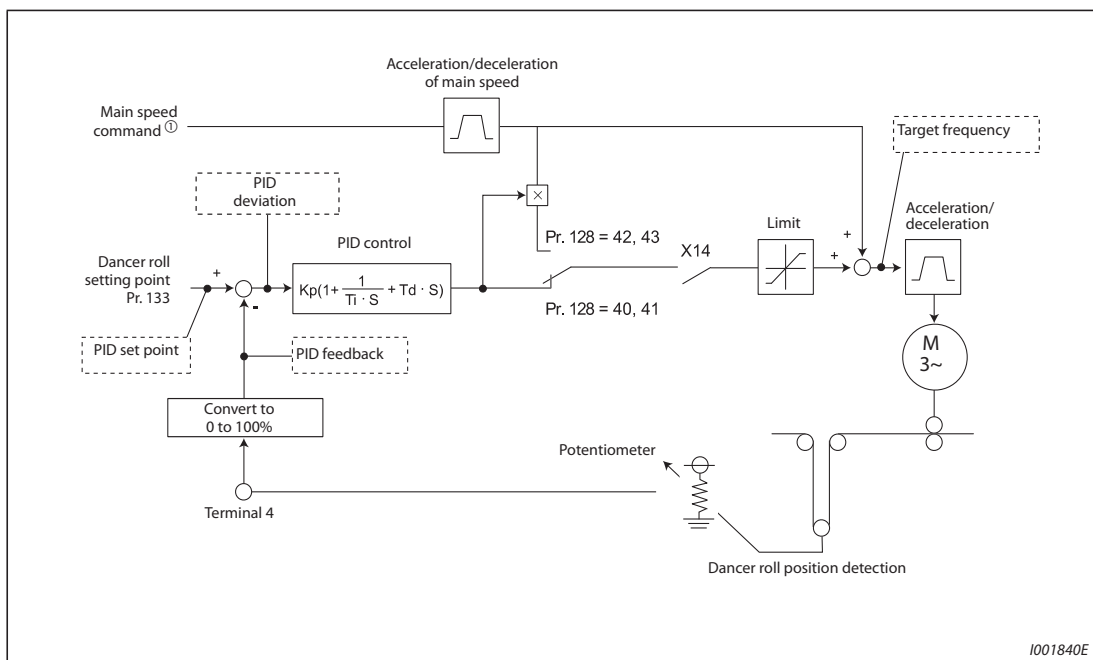 Acceleration/deceleration
of main speed
Main speed
command ①
Target frequency
PID
deviation
Acceleration/
deceleration
Limit
+
×
Pr. 128 = 42, 43
X14
PID control
Dancer roll
setting point
Pr. 133
+
-
Kp(1+ 1/Ti · S + Td · S)
+
Pr. 128 = 40, 41
PID set point
PID feedback
M
3~
Convert to
0 to 100%
Potentiometer
Terminal 4
Dancer roll position detection
I001840E